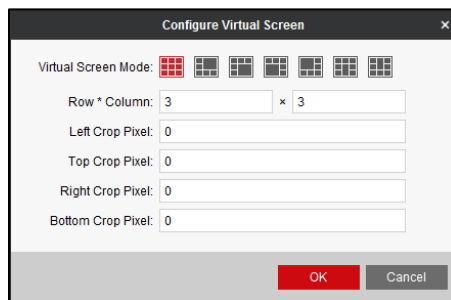 Configure Virtual Screen ×
Virtual Screen Mode:
Row * Column: 3 × 3
Left Crop Pixel: 0
Top Crop Pixel: 0
Right Crop Pixel: 0
Bottom Crop Pixel: 0
OK Cancel